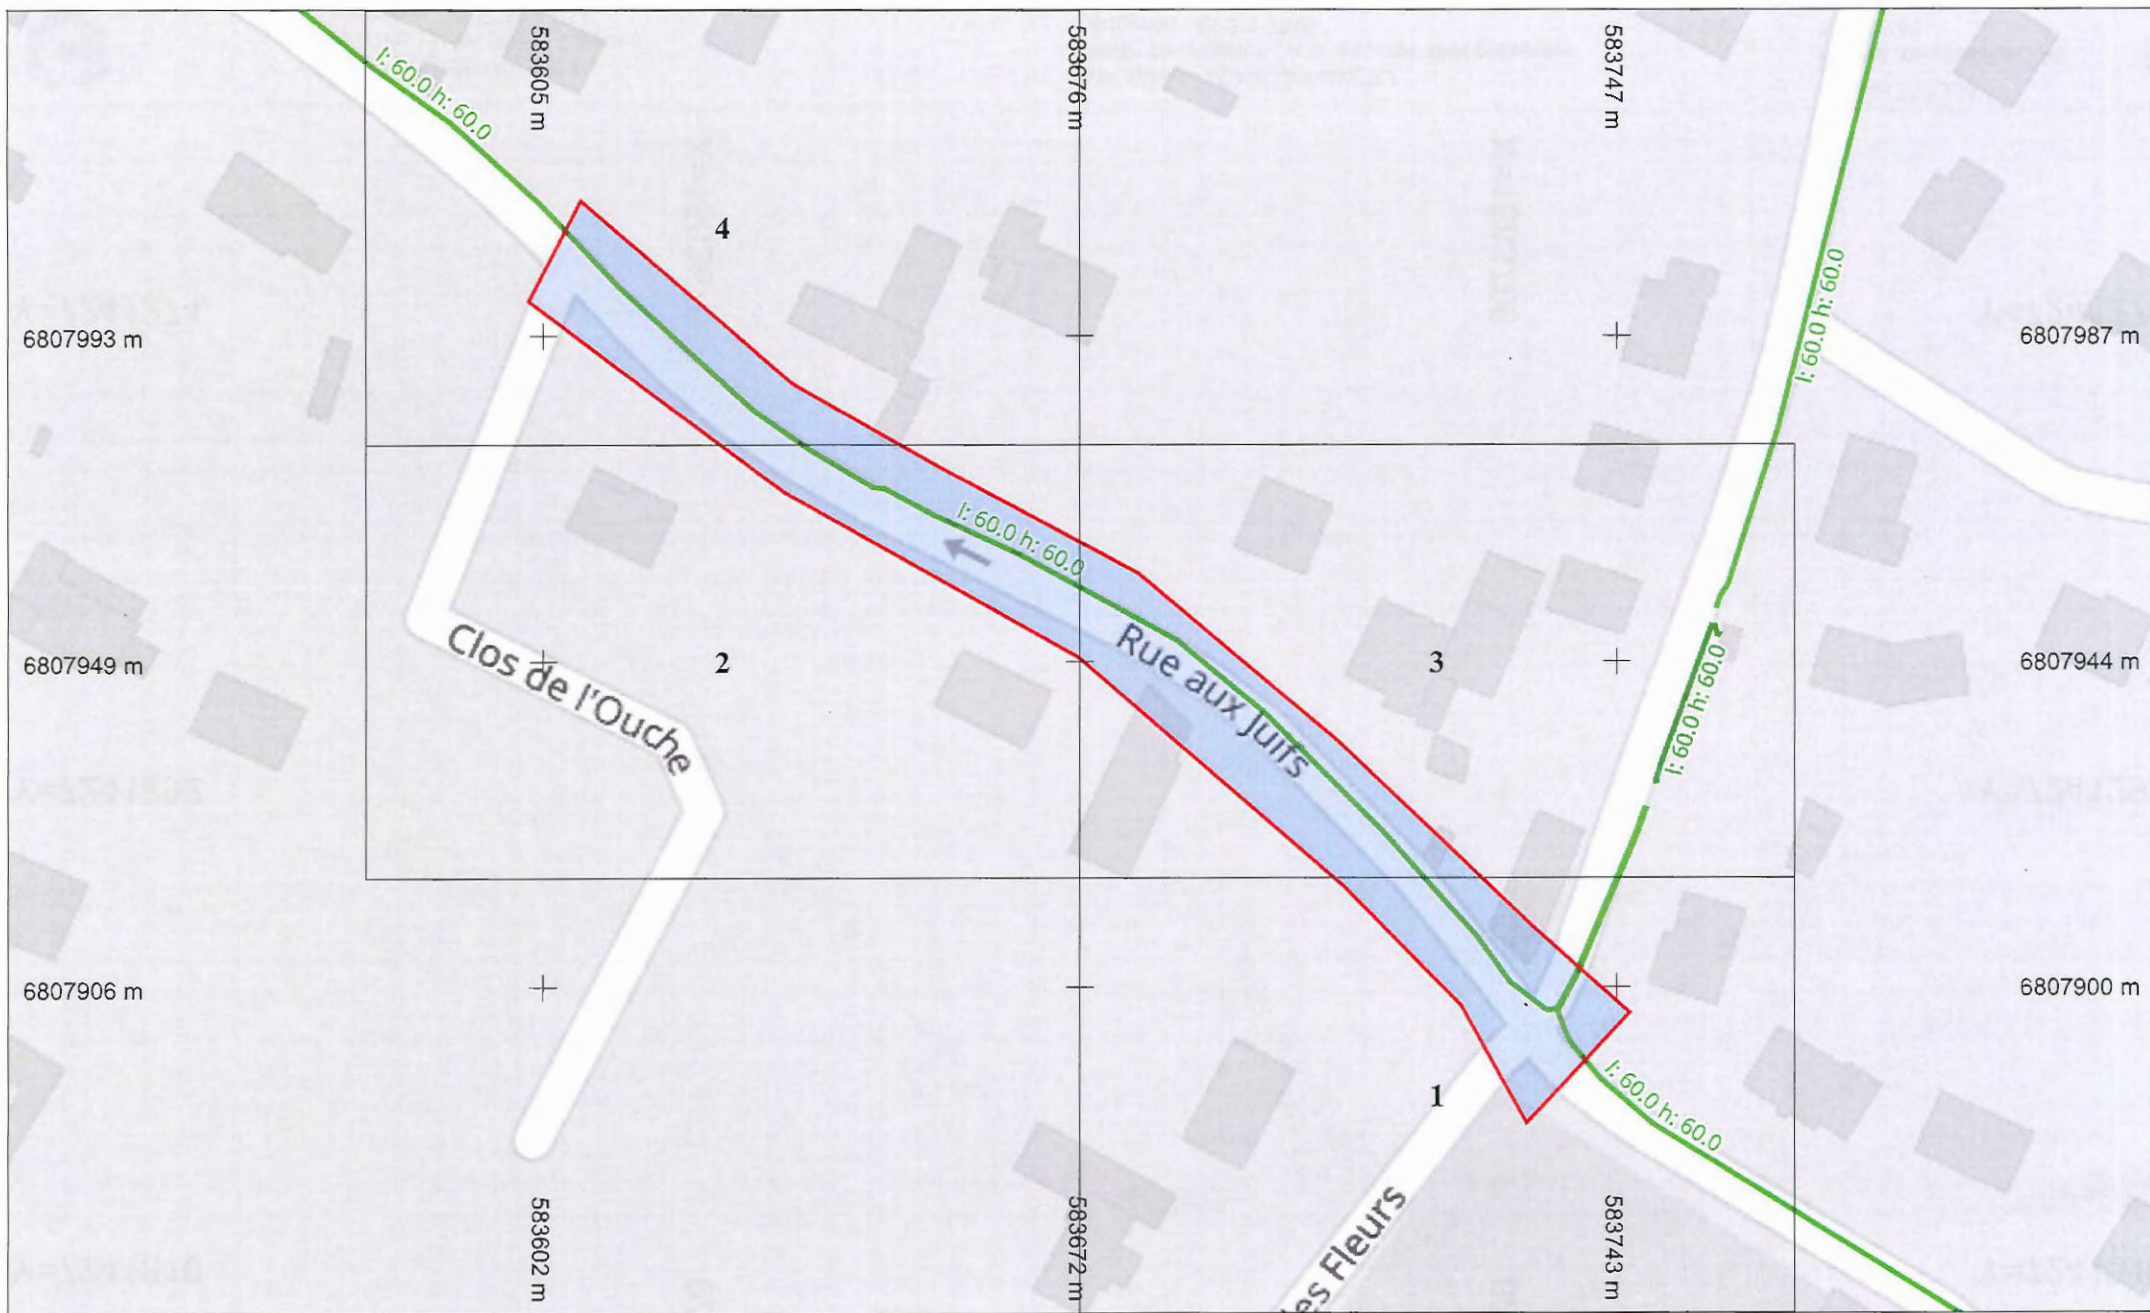 583605 m
583676 m
583747 m
l: 60.0 h: 60.0
4
6807993 m
6807987 m
l: 60.0 h: 60.0
l: 60.0 h: 60.0
Rue aux Juifs
6807949 m
2
3
6807944 m
Clos de l'Ouche
l: 60.0 h: 60.0
6807906 m
6807900 m
1
l: 60.0 h: 60.0
es Fleurs
583602 m
583672 m
583743 m